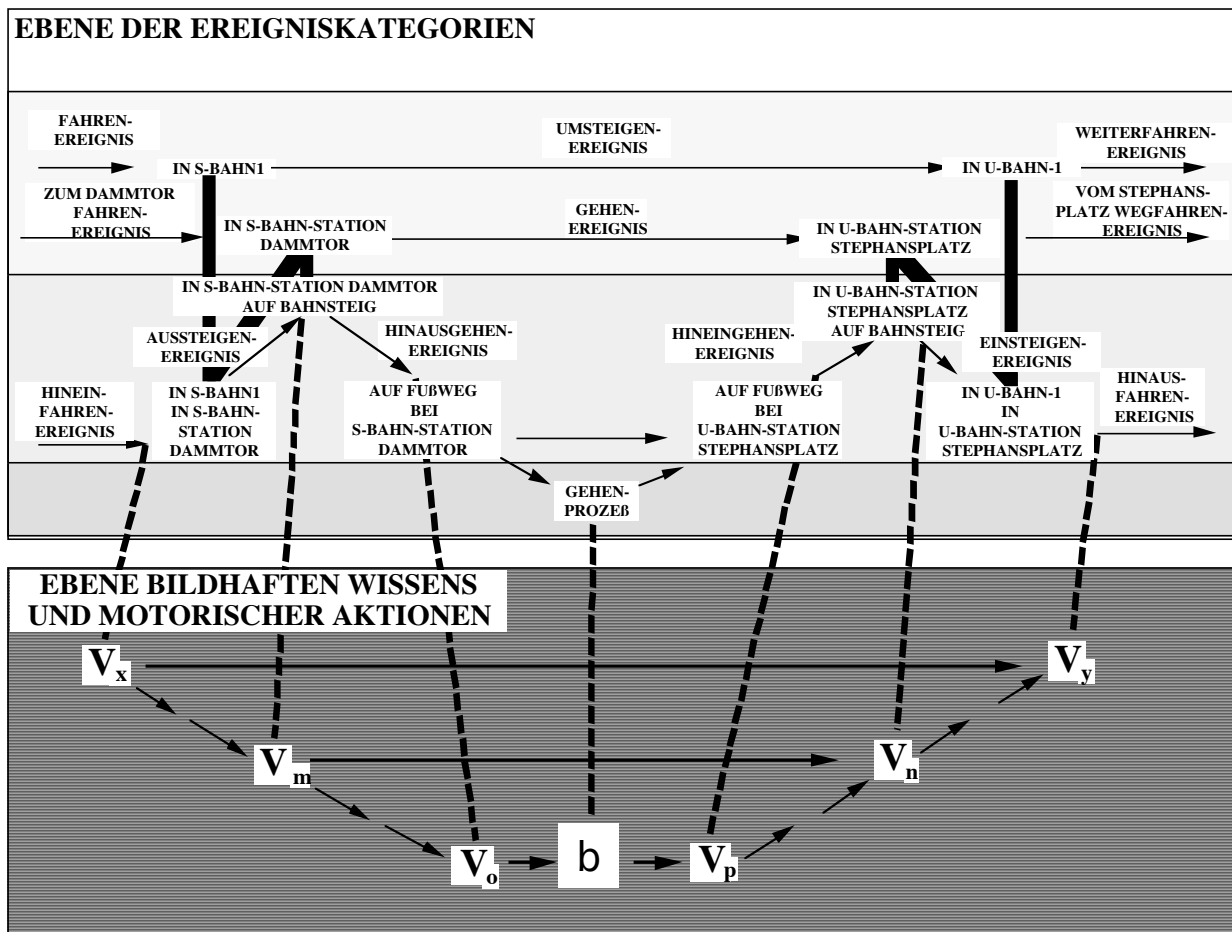 EBENE DER EREIGNISKATEGORIEN
FAHREN-
EREIGNIS
UMSTEIGEN-
EREIGNIS
WEITERFAHREN-
EREIGNIS
IN S-BAHN1
IN U-BAHN-1
ZUM DAMMTOR
FAHREN-
EREIGNIS
IN S-BAHN-STATION
DAMMTOR
GEHEN-
EREIGNIS
IN U-BAHN-STATION
STEPHANSPLATZ
VOM STEPHANS-
PLATZ WEGFAHREN-
EREIGNIS
IN S-BAHN-STATION DAMMTOR
AUF BAHNSTEIG
IN U-BAHN-STATION
STEPHANSPLATZ
AUF BAHNSTEIG
AUSSTEIGEN-
EREIGNIS
HINAUSGEHEN-
EREIGNIS
HINEINGEHEN-
EREIGNIS
EINSTEIGEN-
EREIGNIS
HINEIN-
FAHREN-
EREIGNIS
IN S-BAHN1
IN S-BAHN-
STATION
DAMMTOR
AUF FUßWEG
BEI
S-BAHN-STATION
DAMMTOR
AUF FUßWEG
BEI
U-BAHN-STATION
STEPHANSPLATZ
IN U-BAHN-1
IN
U-BAHN-STATION
STEPHANSPLATZ
HINAUS-
FAHREN-
EREIGNIS
GEHEN-
PROZEß
EBENE BILDHAFTEN WISSENS
UND MOTORISCHER AKTIONEN
Vx
Vy
Vm
Vn
Vo
b
Vp